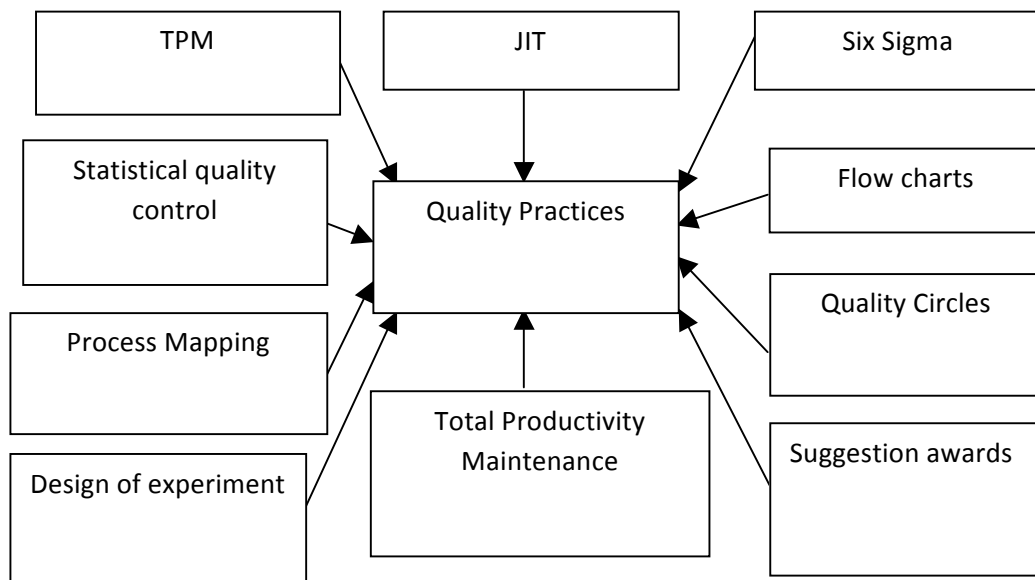 TPM
JIT
Six Sigma
Statistical quality
control
Quality Practices
Flow charts
Process Mapping
Quality Circles
Total Productivity
Maintenance
Design of experiment
Suggestion awards